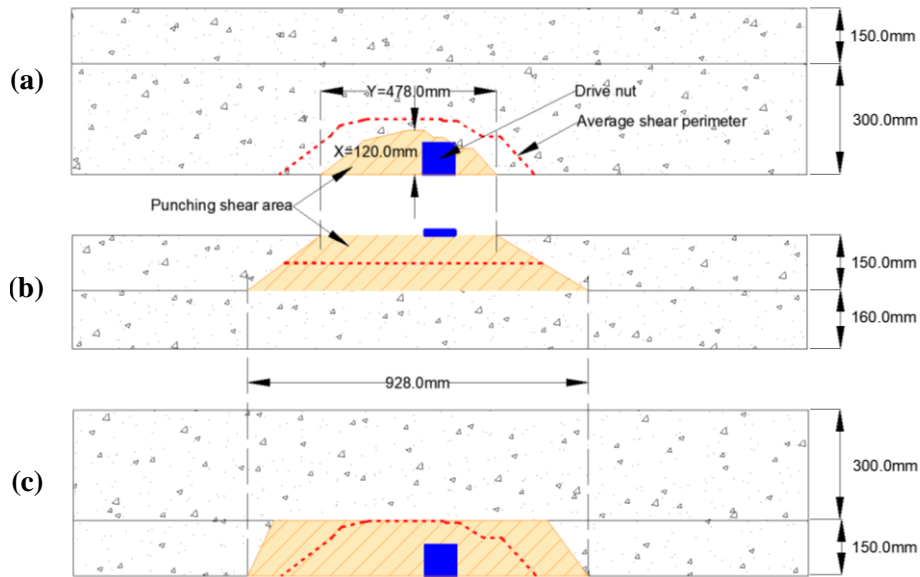 150.0mm
(a)
Y=478.0mm
Drive nut
300.0mm
Average shear perimeter
X=120.0mm
Punching shear area
150.0mm
(b)
160.0mm
928.0mm
300.0mm
(c)
150.0mm